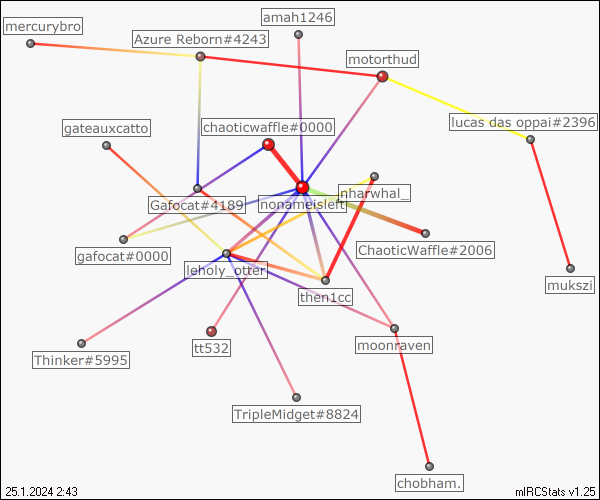 amah1246
mercurybro
Azure Reborn#4243
motorthud
gateauxcatto
chaoticwaffle#0000
lucas das oppai#2396
nharwhal_
Gafocat#4189
nonameisleft
gafocat#0000
ChaoticWaffle#2006
leholy_otter
mukszi
then1cc
Thinker#5995
tt532
moonraven
TripleMidget#8824
chobham.
25.1.2024 2:43
mIRCStats v1.25